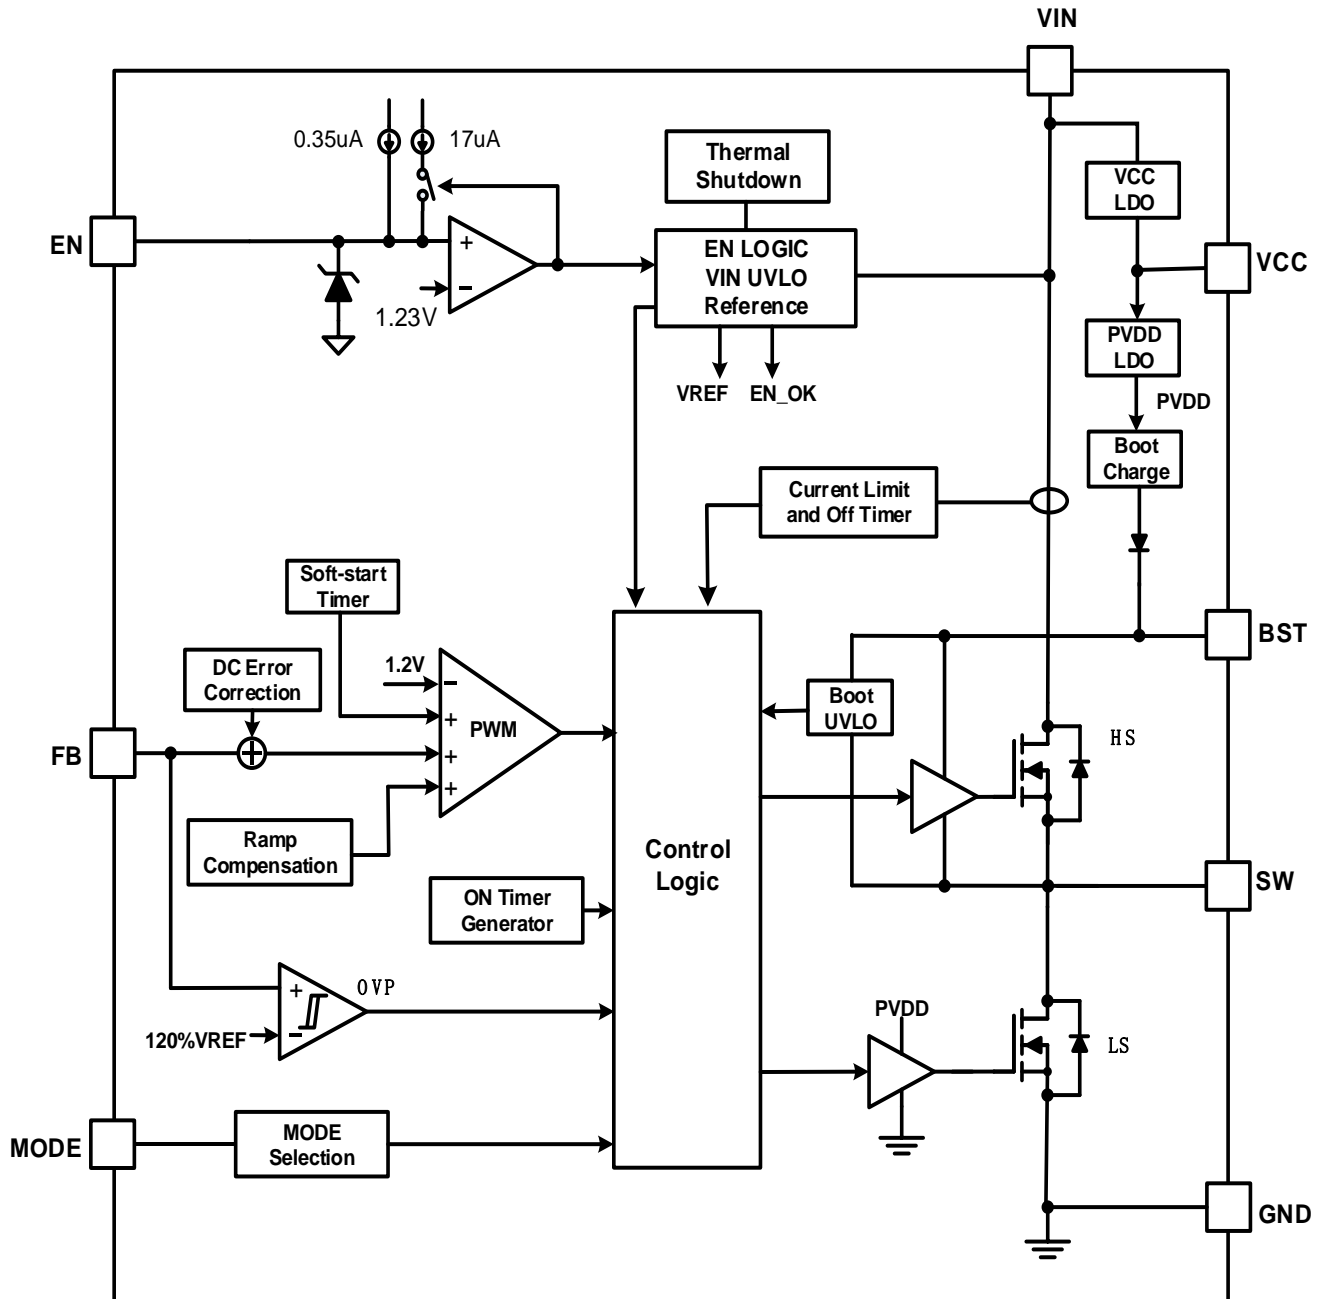 VIN
0.35uA
17uA
Thermal
Shutdown
VCC
LDO
EN
+
−
1.23V
EN LOGIC
VIN UVLO
Reference
VCC
PVDD
LDO
VREF
EN_OK
PVDD
Boot
Charge
Current Limit
and Off Timer
Soft-start
Timer
BST
DC Error
Correction
1.2V
−
+
+
+
PWM
Boot
UVLO
HS
FB
Ramp
Compensation
Control
Logic
SW
ON Timer
Generator
+
−
OVP
120%VREF
PVDD
LS
MODE
MODE
Selection
GND